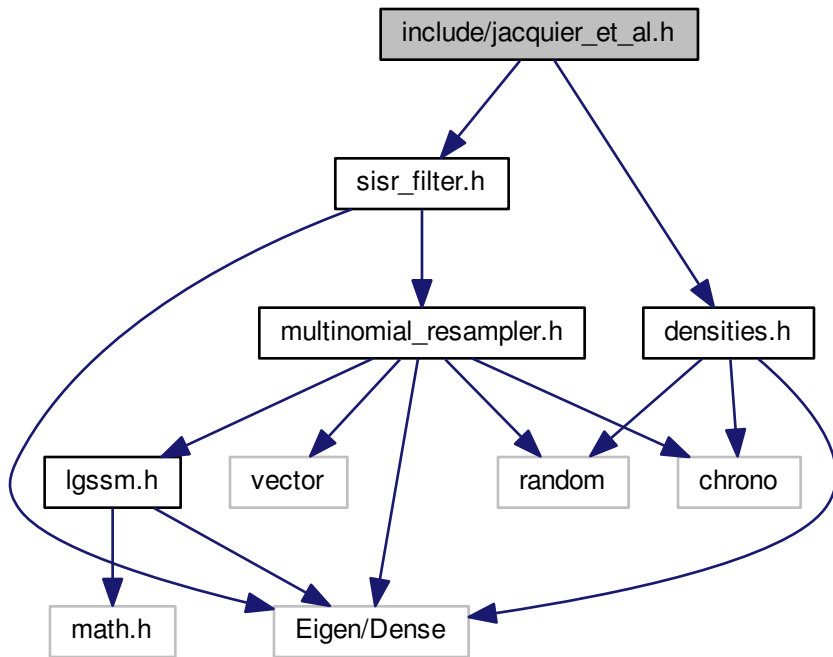 include/jacquier_et_al.h
sisr_filter.h
multinomial_resampler.h
densities.h
lgssm.h
vector
random
chrono
math.h
Eigen/Dense